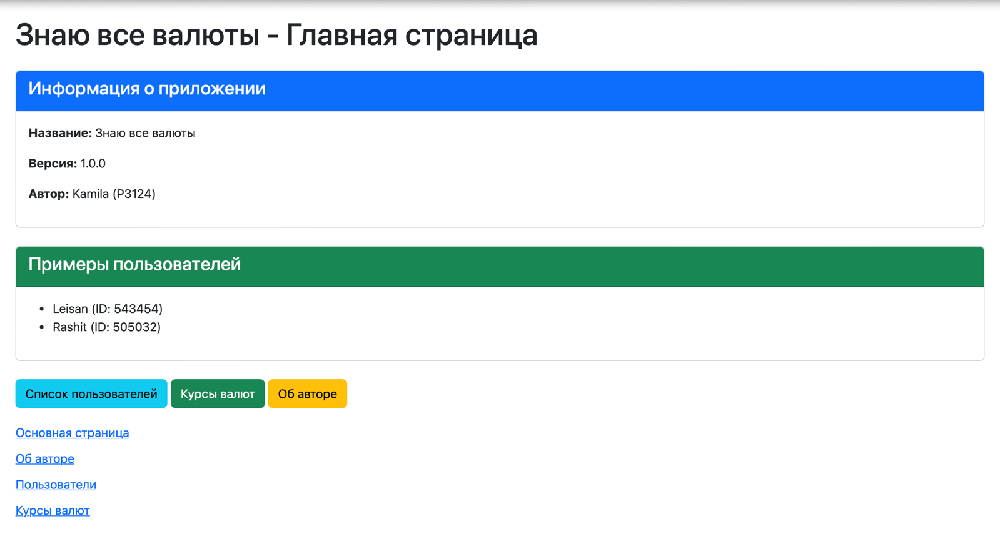 Знаю все валюты - Главная страница
Информация о приложении
Название: Знаю все валюты
Версия: 1.0.0
Автор: Kamila (P3124)
Примеры пользователей
• Leisan (ID: 543454)
• Rashit (ID: 505032)
Список пользователей Курсы валют Об авторе
Основная страница
Об авторе
Пользователи
Курсы валют